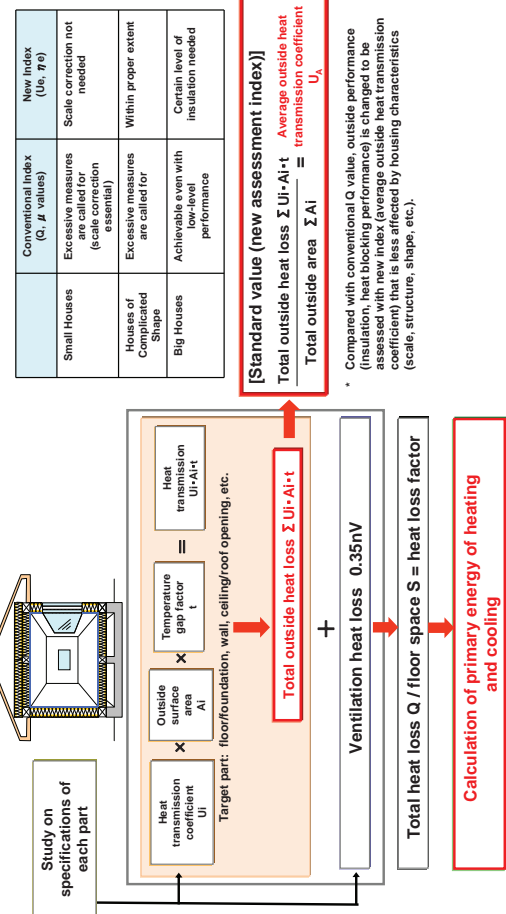 Study on
specifications of
each part
Heat
transmission
coefficient
Ui
×
Outside
surface
area
Ai
×
Temperature
gap factor
t
=
Heat
transmission
Ui・Ai・t
Target part:  floor/foundation, wall, ceiling/roof opening, etc.
Total outside heat loss Σ Ui・Ai・t
+
Ventilation heat loss  0.35nV
Total heat loss Q / floor space S = heat loss factor
Calculation of primary energy of heating
and cooling
Conventional Index
(Q, μ values)
New Index
(Ue, ηe)
Small Houses
Excessive measures
are called for
(scale correction
essential)
Scale correction not
needed
Houses of
Complicated
Shape
Excessive measures
are called for
Within proper extent
Big Houses
Achievable even with
low-level
performance
Certain level of
insulation needed
[Standard value (new assessment index)]
Total outside heat loss Σ Ui・Ai・t
Total outside area  Σ Ai
=
Average outside heat
transmission coefficient
UA
*  Compared with conventional Q value, outside performance
(insulation, heat blocking performance) is changed to be
assessed with new index (average outside heat transmission
coefficient) that is less affected by housing characteristics
(scale, structure, shape, etc.).